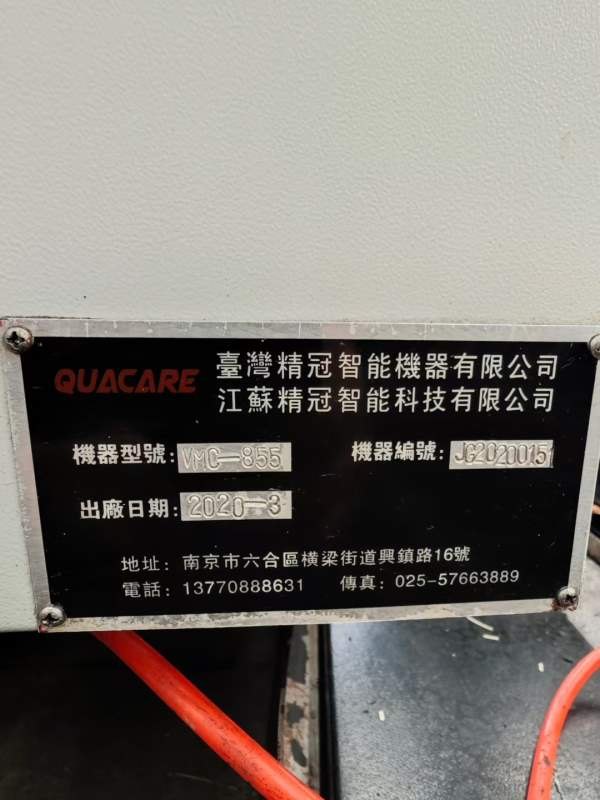 QUACARE
臺灣精冠智能機器有限公司
江蘇精冠智能科技有限公司
機器型號: VMC-855 機器編號: JG20200151
出廠日期: 2020-3
地址: 南京市六合區橫梁街道興鎮路16號
電話: 13770888631 傳真: 025-57663889